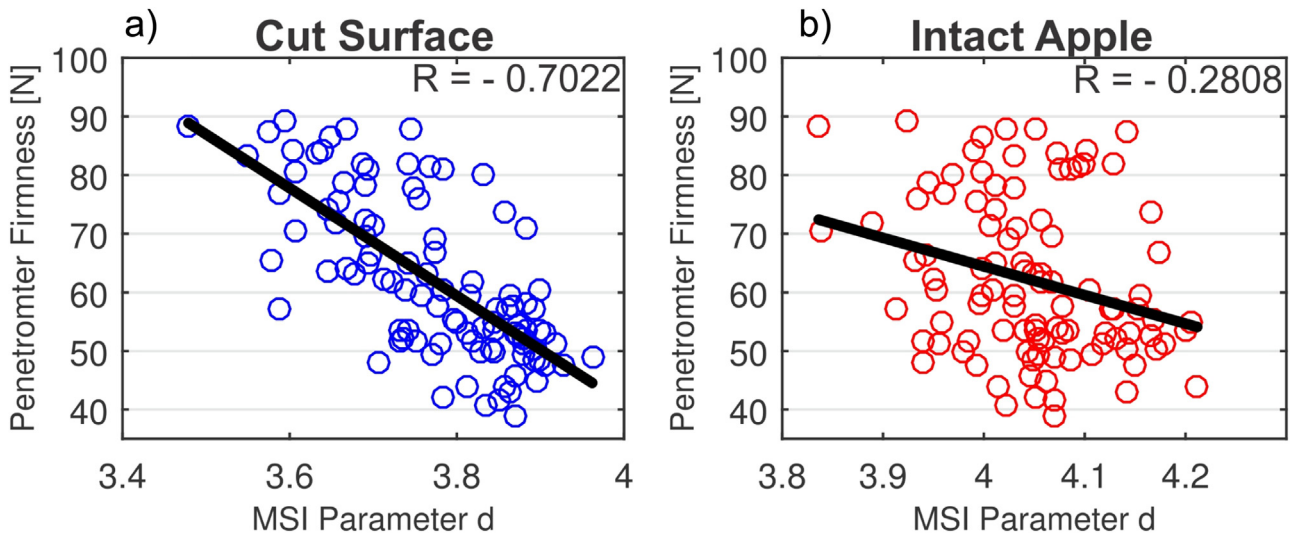 a)
Cut Surface
R = - 0.7022
Penetromter Firmness [N]
100
90
80
70
60
50
40
3.4
3.6
3.8
4
MSI Parameter d
b)
Intact Apple
R = - 0.2808
Penetromter Firmness [N]
100
90
80
70
60
50
40
3.8
3.9
4
4.1
4.2
MSI Parameter d